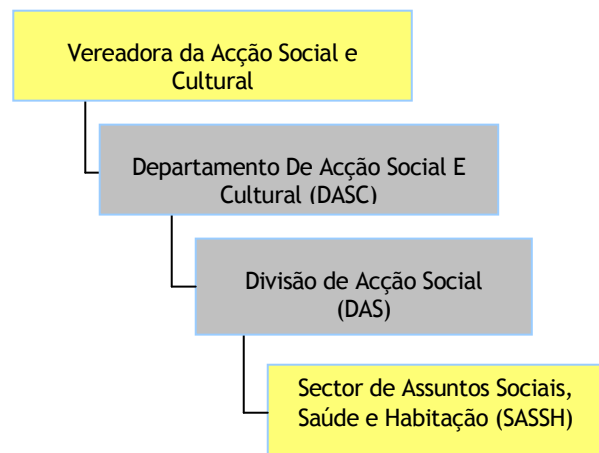 Vereadora da Acção Social e
Cultural
Departamento De Acção Social E
Cultural (DASC)
Divisão de Acção Social
(DAS)
Sector de Assuntos Sociais,
Saúde e Habitação (SASSH)